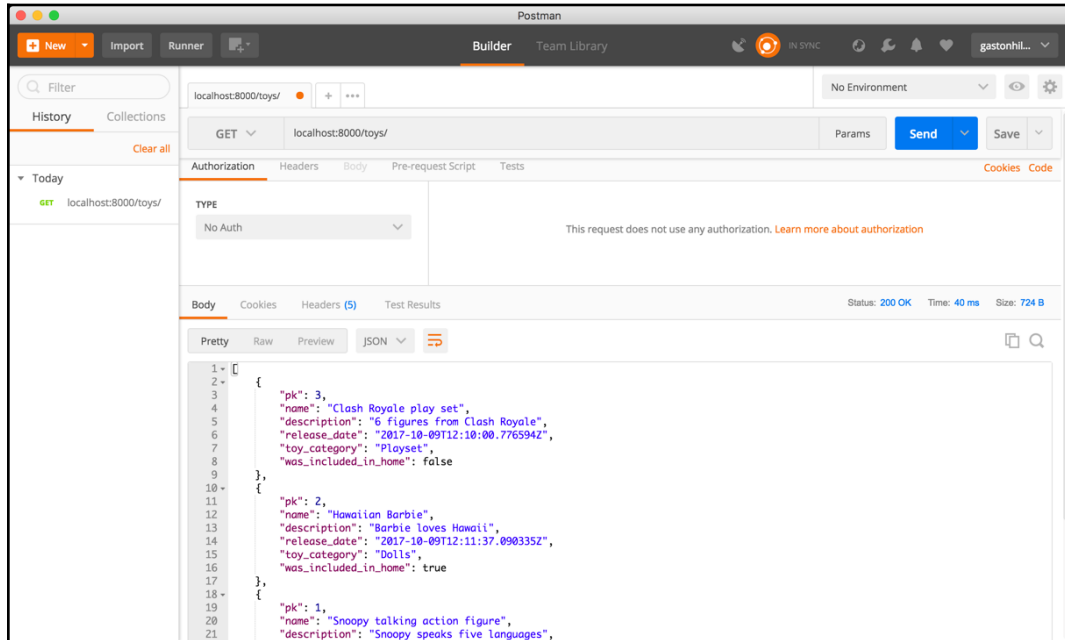 Postman
New Import Runner Builder Team Library IN SYNC gastonhil...
Filter
History Collections
Clear all
Today
GET localhost:8000/toys/
localhost:8000/toys/ + ••• No Environment
GET localhost:8000/toys/ Params Send Save
Authorization Headers Body Pre-request Script Tests Cookies Code
TYPE
No Auth
This request does not use any authorization. Learn more about authorization
Body Cookies Headers (5) Test Results Status: 200 OK Time: 40 ms Size: 724 B
Pretty Raw Preview JSON
1 [
2 {
3 "pk": 3,
4 "name": "Clash Royale play set",
5 "description": "6 figures from Clash Royale",
6 "release_date": "2017-10-09T12:10:00.776594Z",
7 "toy_category": "Playset",
8 "was_included_in_home": false
9 },
10 {
11 "pk": 2,
12 "name": "Hawaiian Barbie",
13 "description": "Barbie loves Hawaii",
14 "release_date": "2017-10-09T12:11:37.090335Z",
15 "toy_category": "Dolls",
16 "was_included_in_home": true
17 },
18 {
19 "pk": 1,
20 "name": "Snoopy talking action figure",
21 "description": "Snoopy speaks five languages",